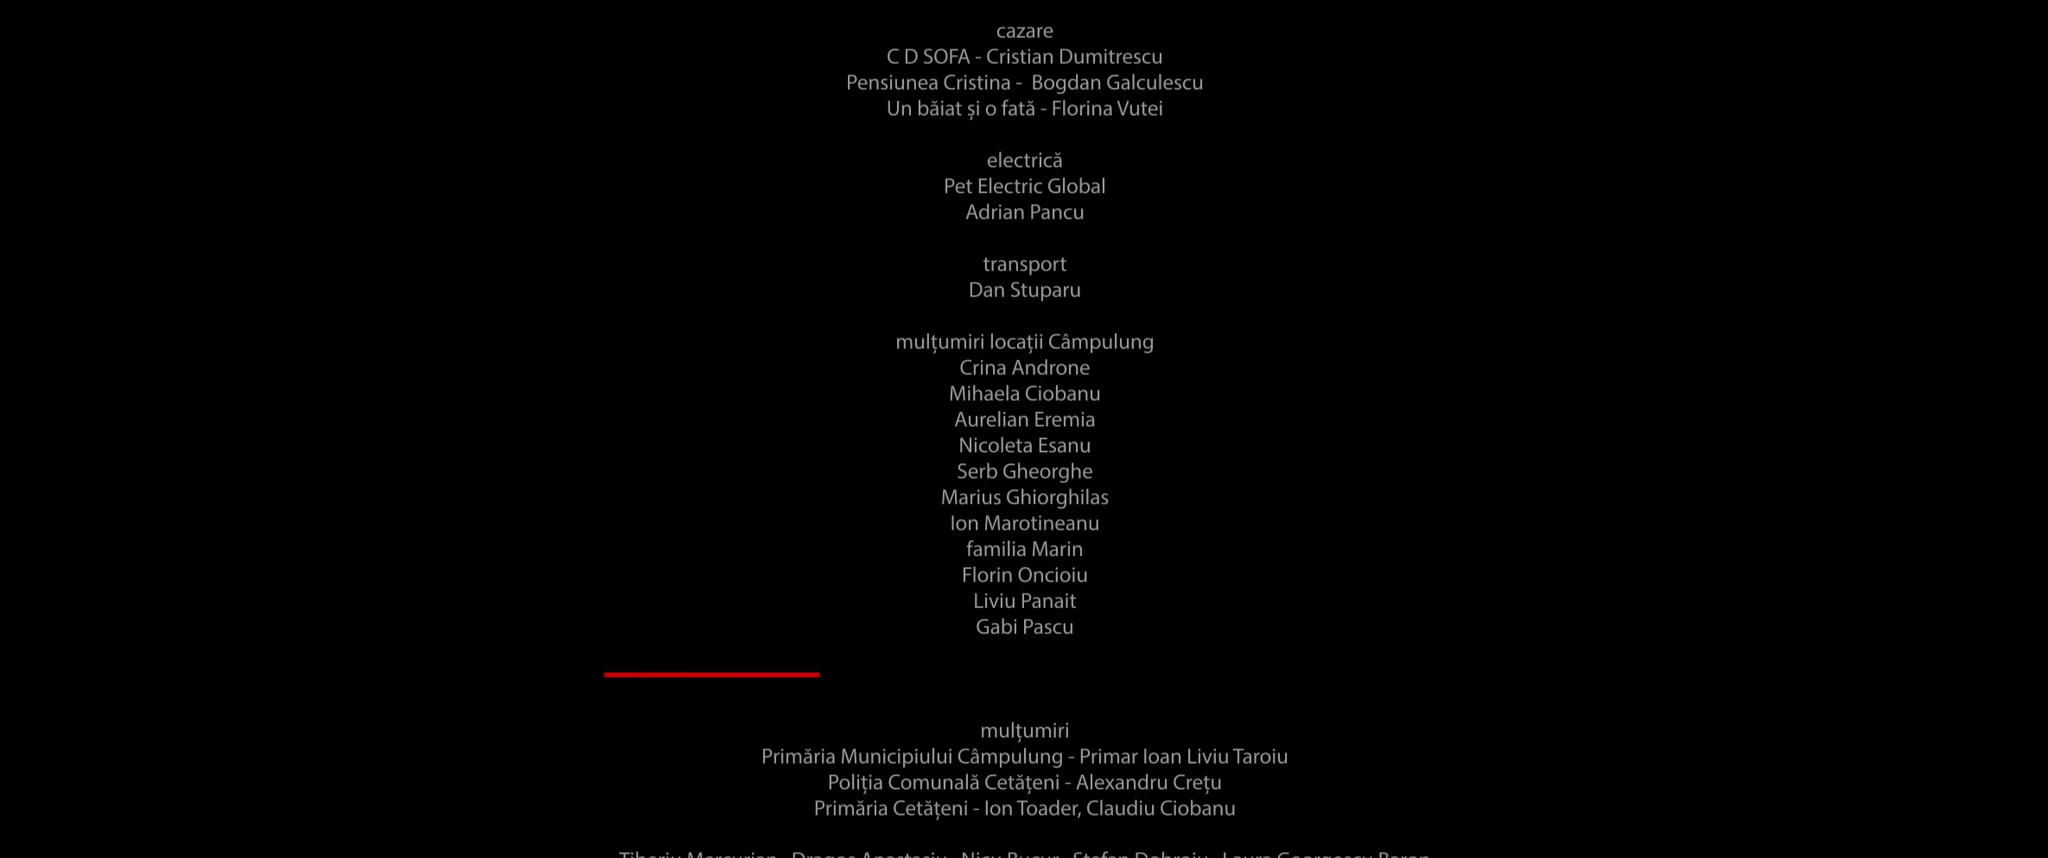 cazare
C D SOFA - Cristian Dumitrescu
Pensiunea Cristina -  Bogdan Galculescu
Un băiat și o fată - Florina Vutei
electrică
Pet Electric Global
Adrian Pancu
transport
Dan Stuparu
mulțumiri locații Câmpulung
Crina Androne
Mihaela Ciobanu
Aurelian Eremia
Nicoleta Esanu
Serb Gheorghe
Marius Ghiorghilas
Ion Marotineanu
familia Marin
Florin Oncioiu
Liviu Panait
Gabi Pascu
mulțumiri
Primăria Municipiului Câmpulung - Primar Ioan Liviu Taroiu
Poliția Comunală Cetățeni - Alexandru Crețu
Primăria Cetățeni - Ion Toader, Claudiu Ciobanu